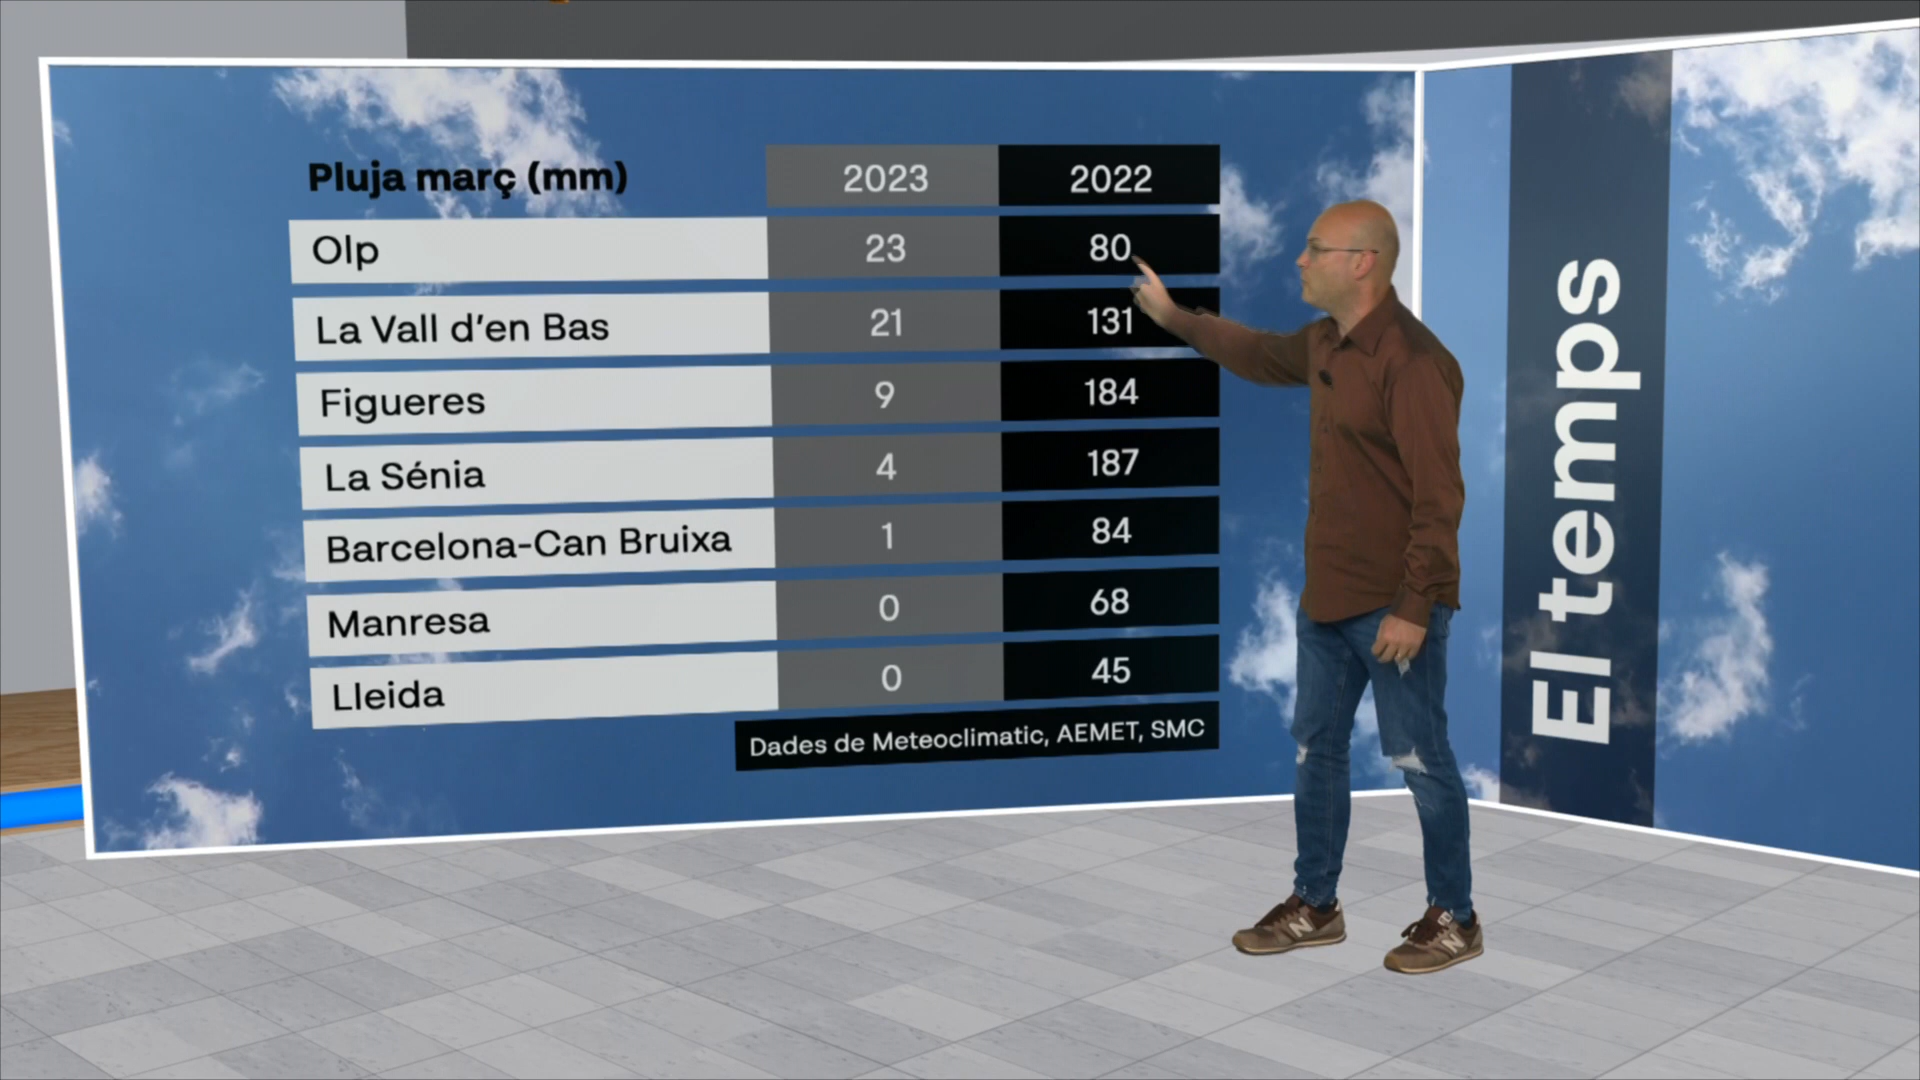 Pluja març (mm) 2023 2022
Olp 23 80
La Vall d'en Bas 21 131
Figueres 9 184
La Sénia 4 187
Barcelona-Can Bruixa 1 84
Manresa 0 68
Lleida 0 45
Dades de Meteoclimatic, AEMET, SMC
El temps
N
N